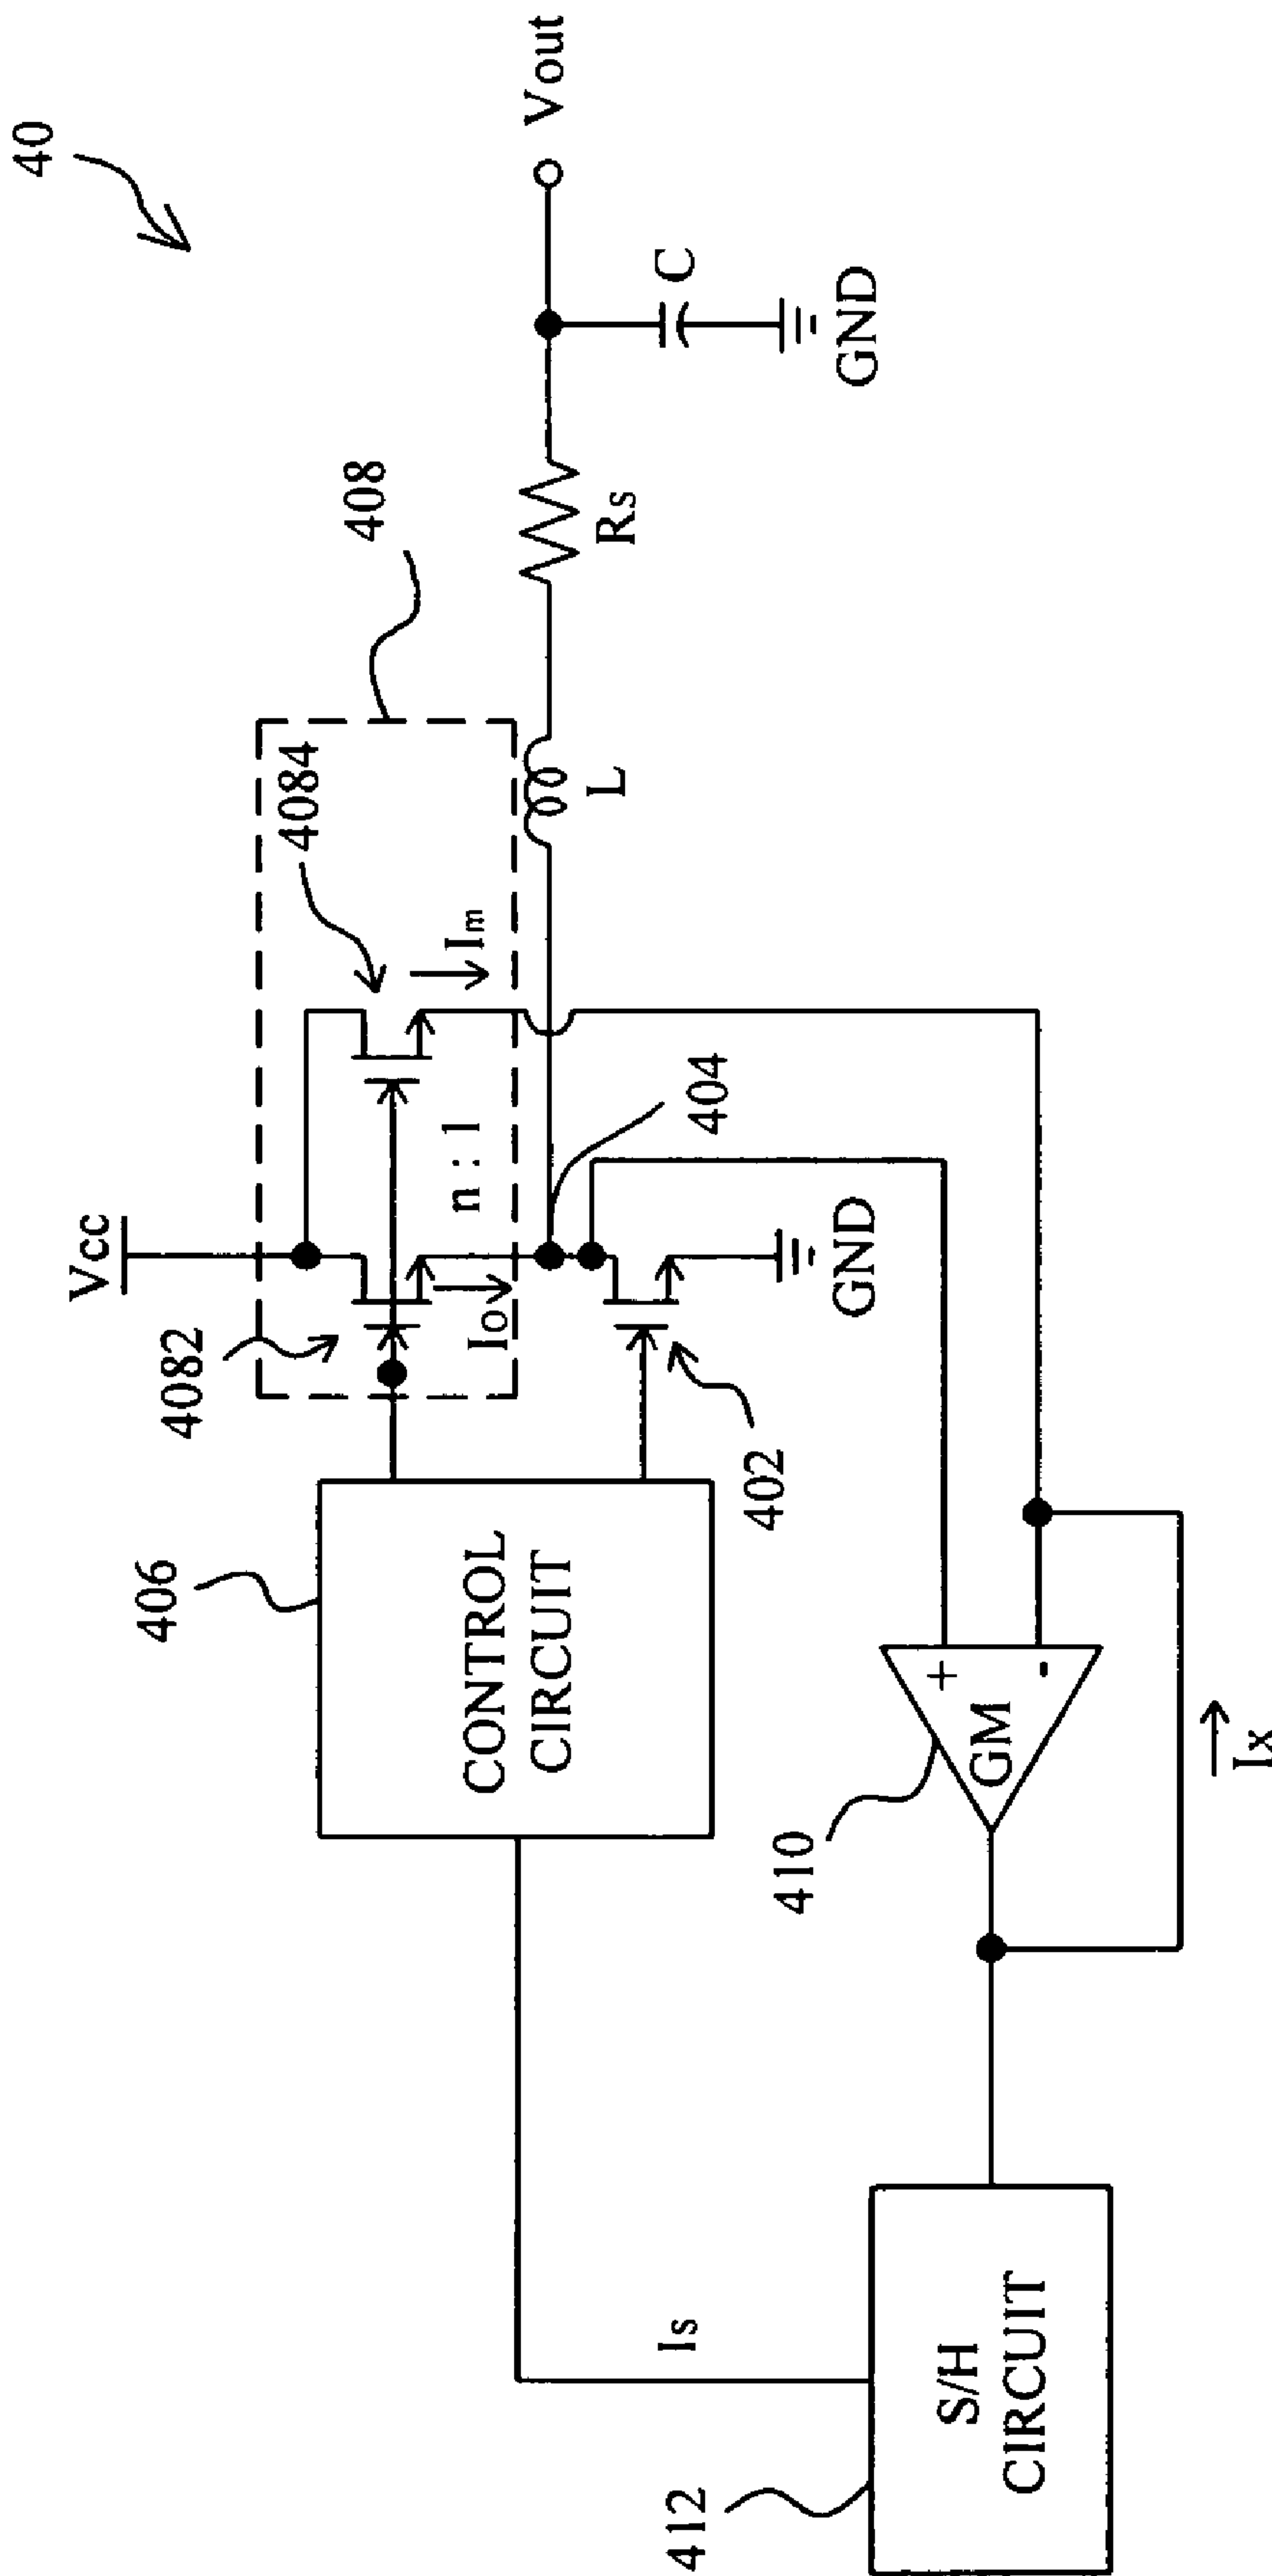 40
Vcc
408
4082
4084
Io
Im
n : 1
L
Rs
Vout
C
GND
404
406
CONTROL
CIRCUIT
402
GND
410
GM
+
-
Ix
Is
412
S/H
CIRCUIT